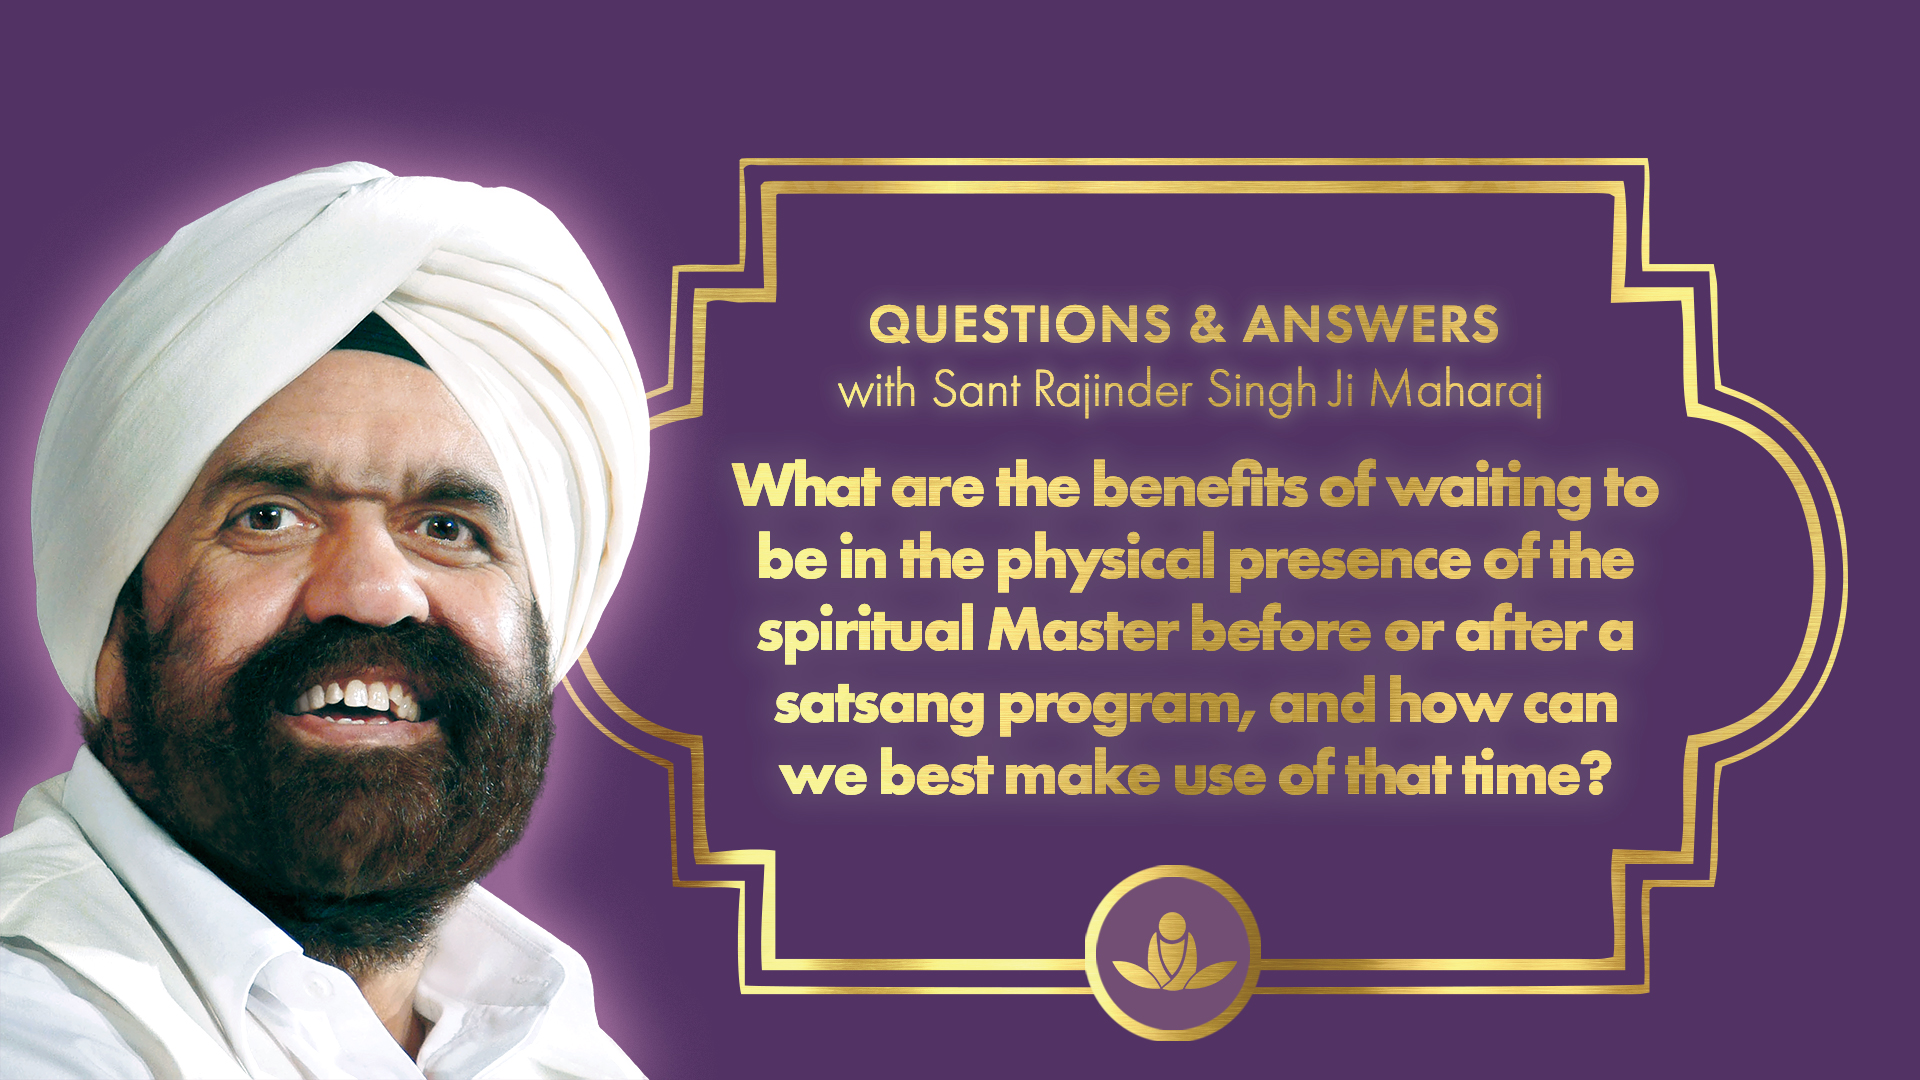 QUESTIONS & ANSWERS
with Sant Rajinder Singh Ji Maharaj
What are the benefits of waiting to
be in the physical presence of the
spiritual Master before or after a
satsang program, and how can
we best make use of that time?